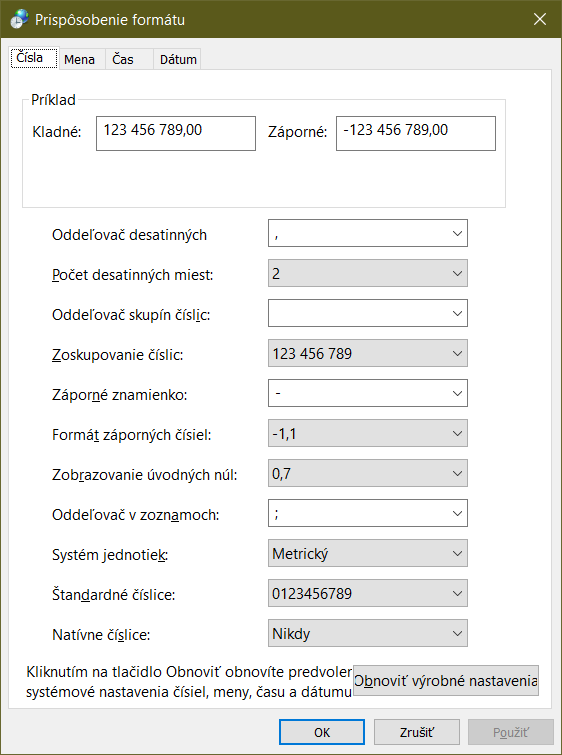 Prispôsobenie formátu
Čísla Mena Čas Dátum
Príklad
Kladné: 123 456 789,00 Záporné: -123 456 789,00
Oddeľovač desatinných ,
Počet desatinných miest: 2
Oddeľovač skupín číslic:
Zoskupovanie číslic: 123 456 789
Záporné znamienko: -
Formát záporných čísiel: -1,1
Zobrazovanie úvodných núl: 0,7
Oddeľovač v zoznamoch: ;
Systém jednotiek: Metrický
Štandardné číslice: 0123456789
Natívne číslice: Nikdy
Kliknutím na tlačidlo Obnoviť obnovíte predvolen
systémové nastavenia čísiel, meny, času a dátumu
Obnoviť výrobné nastavenia
OK Zrušiť Použiť